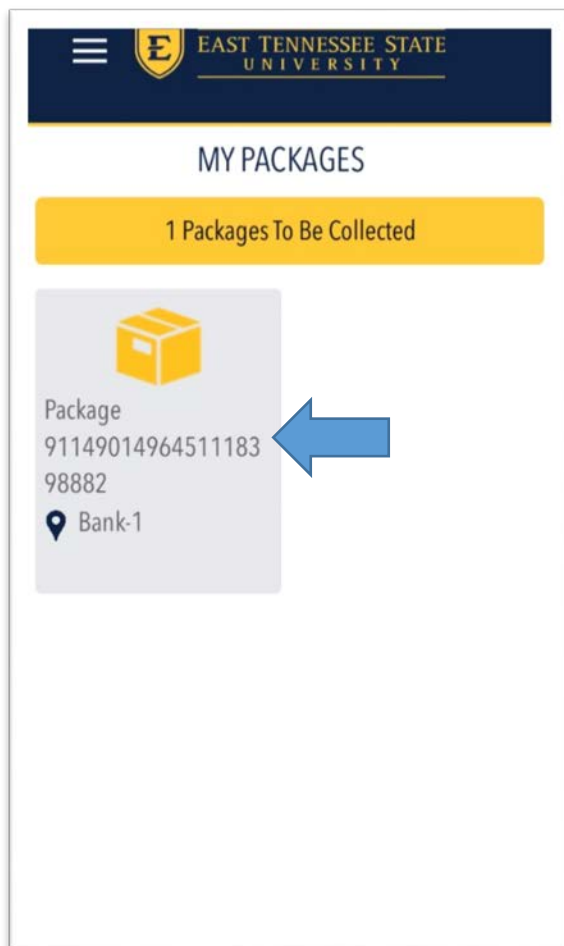 E
EAST TENNESSEE STATE
UNIVERSITY
MY PACKAGES
1 Packages To Be Collected
Package
91149014964511183
98882
Bank-1